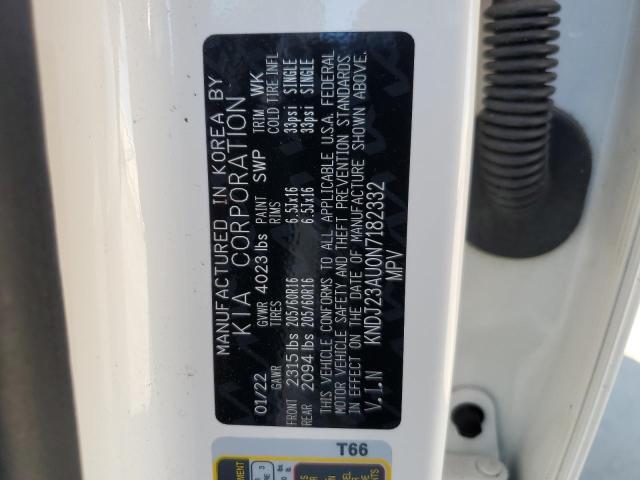 MANUFACTURED IN KOREA BY
KIA CORPORATION
01/22 GVWR 4023 lbs PAINT SWP TRIM WK
GAWR TIRES RIMS COLD TIRE INFL
FRONT 2315 lbs 205/60R16 6.5Jx16 33psi SINGLE
REAR 2094 lbs 205/60R16 6.5Jx16 33psi SINGLE
THIS VEHICLE CONFORMS TO ALL APPLICABLE U.S.A. FEDERAL
MOTOR VEHICLE SAFETY AND THEFT PREVENTION STANDARDS
IN EFFECT ON THE DATE OF MANUFACTURE SHOWN ABOVE.
V.I.N KNDJ23AU0N7182332
MPV
T66